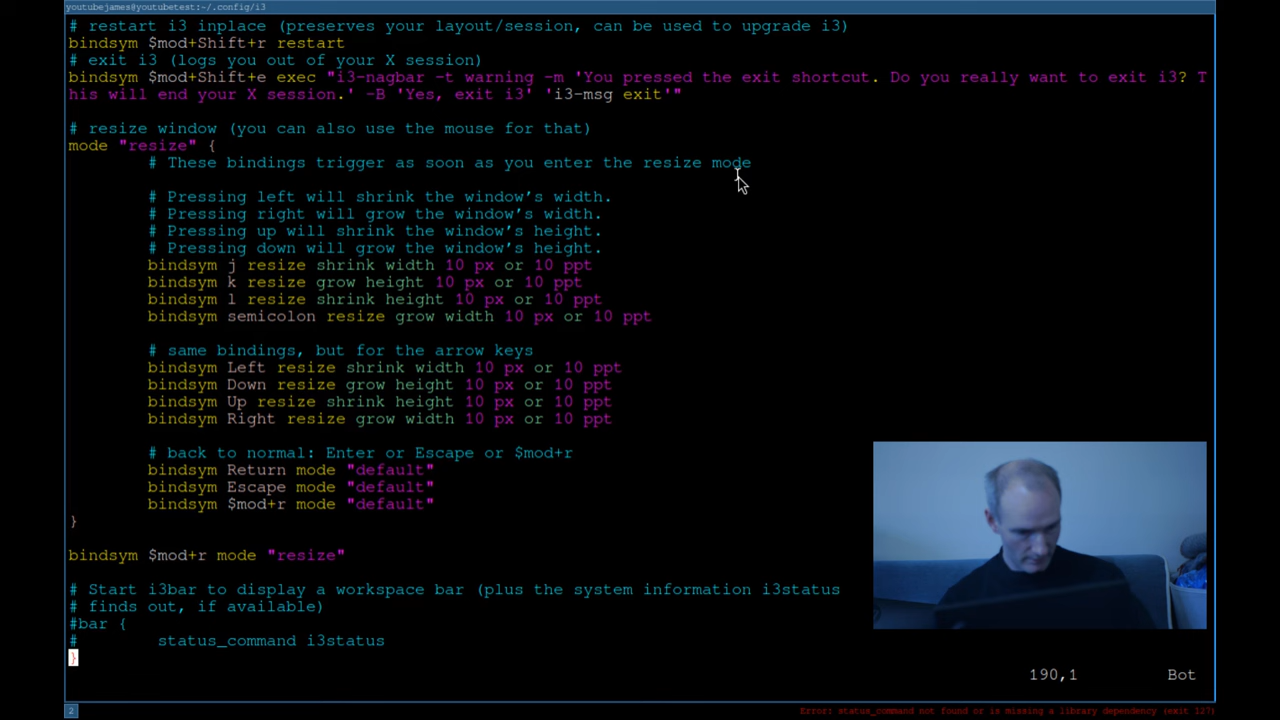 youtubejames@youtubetest:~/.config/i3
# restart i3 inplace (preserves your layout/session, can be used to upgrade i3)
bindsym $mod+Shift+r restart
# exit i3 (logs you out of your X session)
bindsym $mod+Shift+e exec "i3-nagbar -t warning -m 'You pressed the exit shortcut. Do you really want to exit i3? T
his will end your X session.' -B 'Yes, exit i3' 'i3-msg exit'"
# resize window (you can also use the mouse for that)
mode "resize" {
# These bindings trigger as soon as you enter the resize mode
# Pressing left will shrink the window's width.
# Pressing right will grow the window's width.
# Pressing up will shrink the window's height.
# Pressing down will grow the window's height.
bindsym j resize shrink width 10 px or 10 ppt
bindsym k resize grow height 10 px or 10 ppt
bindsym l resize shrink height 10 px or 10 ppt
bindsym semicolon resize grow width 10 px or 10 ppt
# same bindings, but for the arrow keys
bindsym Left resize shrink width 10 px or 10 ppt
bindsym Down resize grow height 10 px or 10 ppt
bindsym Up resize shrink height 10 px or 10 ppt
bindsym Right resize grow width 10 px or 10 ppt
# back to normal: Enter or Escape or $mod+r
bindsym Return mode "default"
bindsym Escape mode "default"
bindsym $mod+r mode "default"
}
bindsym $mod+r mode "resize"
# Start i3bar to display a workspace bar (plus the system information i3status
# finds out, if available)
#bar {
# status_command i3status
}
190,1 Bot
2 Error: status_command not found or is missing a library dependency (exit 127)